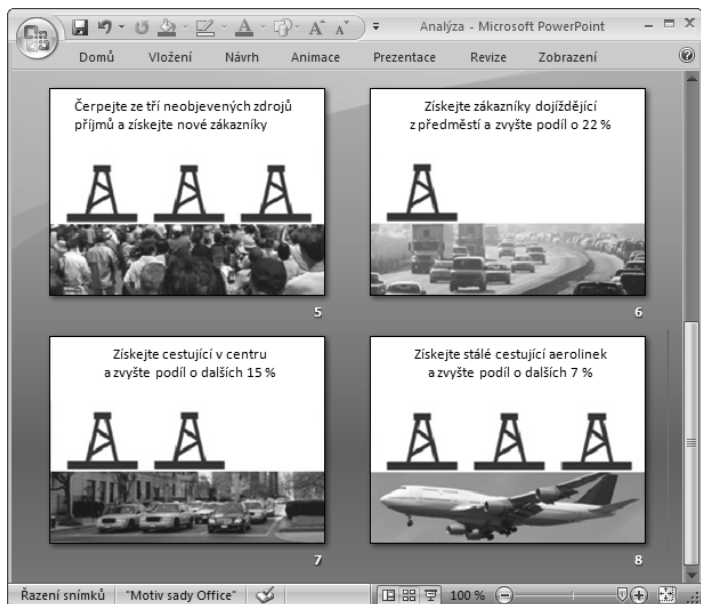 Analýza - Microsoft PowerPoint
Domů Vložení Návrh Animace Prezentace Revize Zobrazení
Čerpejte ze tří neobjevených zdrojů
příjmů a získejte nové zákazníky
5
Získejte zákazníky dojíždějící
z předměstí a zvyšte podíl o 22 %
6
Získejte cestující v centru
a zvyšte podíl o dalších 15 %
7
Získejte stálé cestující aerolinek
a zvyšte podíl o dalších 7 %
8
Řazení snímků "Motiv sady Office" 100 %